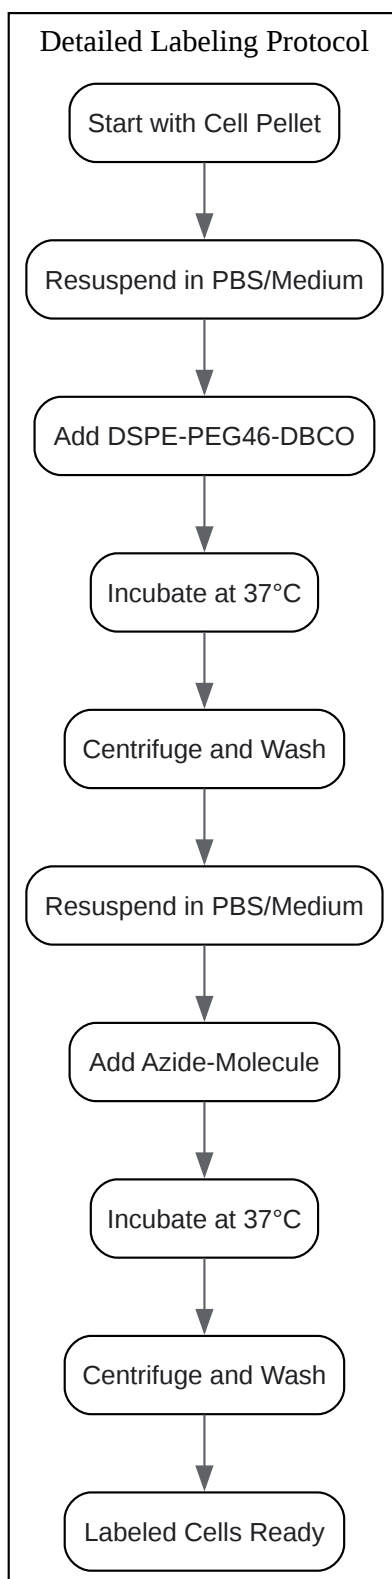 Detailed Labeling Protocol
Start with Cell Pellet
Resuspend in PBS/Medium
Add DSPE-PEG46-DBCO
Incubate at 37°C
Centrifuge and Wash
Resuspend in PBS/Medium
Add Azide-Molecule
Incubate at 37°C
Centrifuge and Wash
Labeled Cells Ready